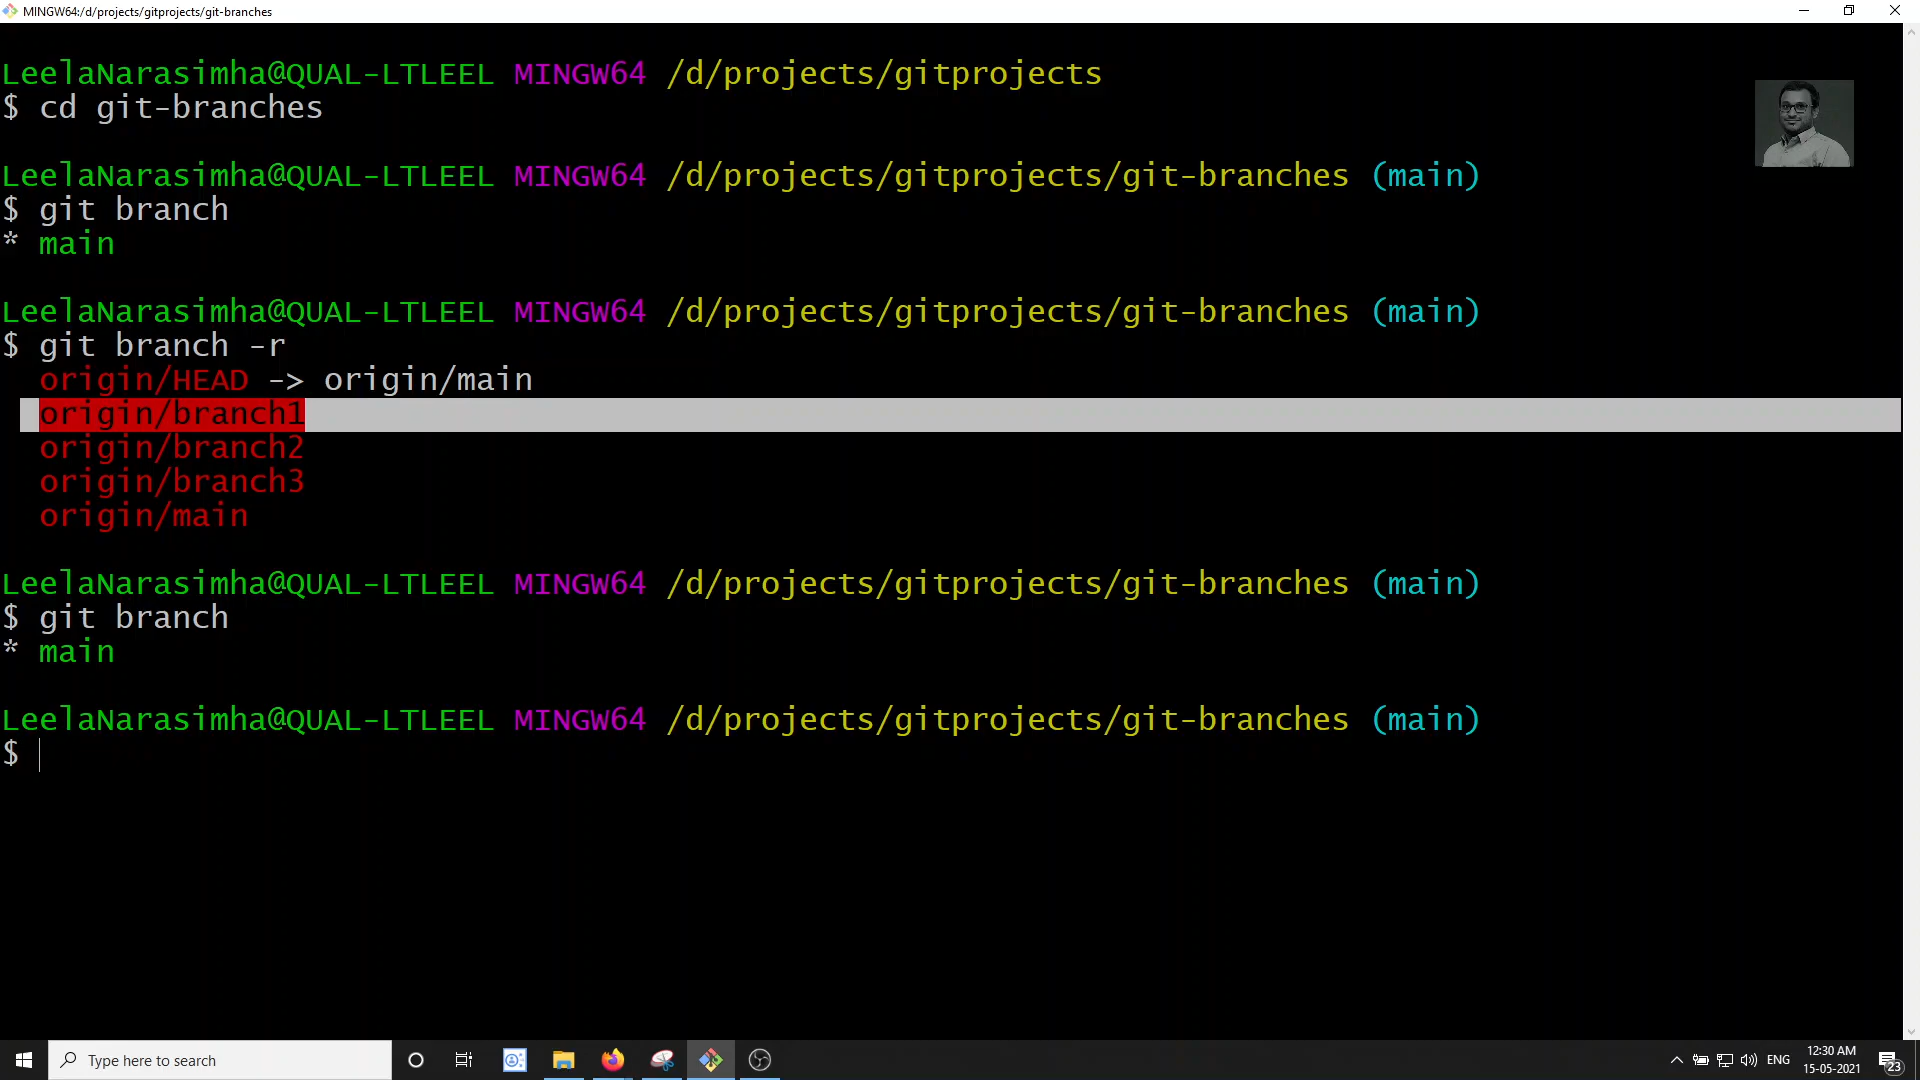 MINGW64:/d/projects/gitprojects/git-branches
LeelaNarasimha@QUAL-LTLEEL MINGW64 /d/projects/gitprojects
$ cd git-branches
LeelaNarasimha@QUAL-LTLEEL MINGW64 /d/projects/gitprojects/git-branches (main)
$ git branch
* main
LeelaNarasimha@QUAL-LTLEEL MINGW64 /d/projects/gitprojects/git-branches (main)
$ git branch -r
origin/HEAD -> origin/main
origin/branch1
origin/branch2
origin/branch3
origin/main
LeelaNarasimha@QUAL-LTLEEL MINGW64 /d/projects/gitprojects/git-branches (main)
$ git branch
* main
LeelaNarasimha@QUAL-LTLEEL MINGW64 /d/projects/gitprojects/git-branches (main)
$
Type here to search
ENG
12:30 AM
15-05-2021
23